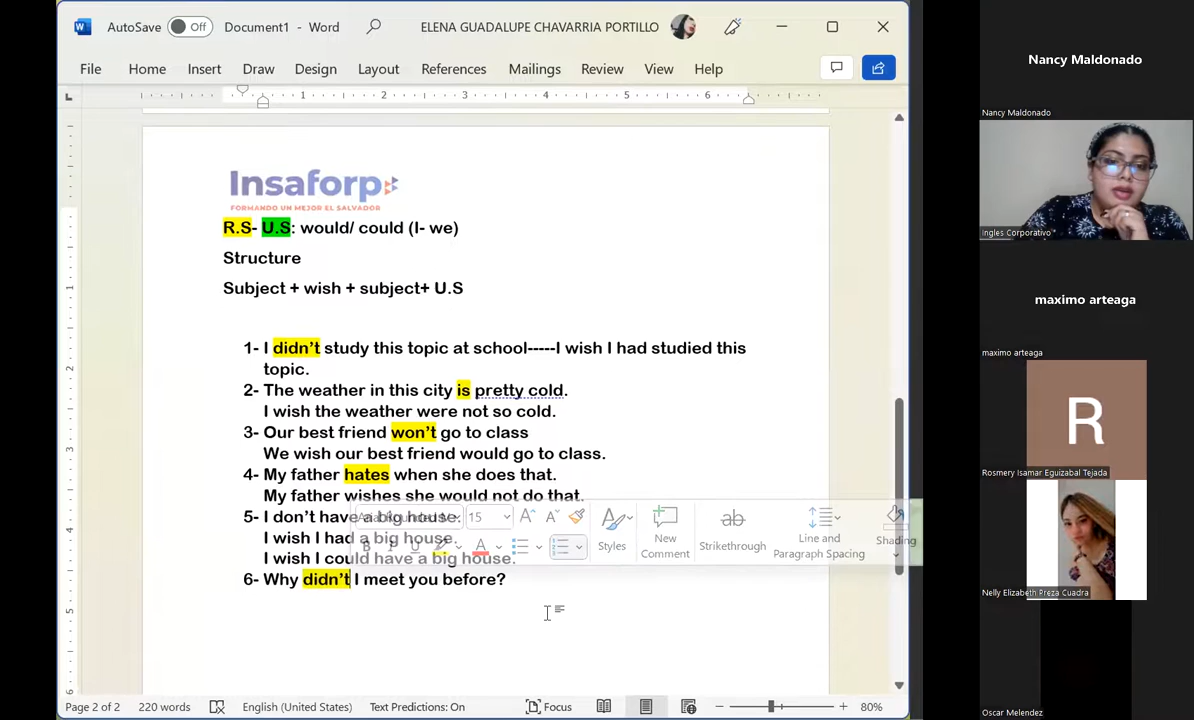 AutoSave Off Document1 - Word ELENA GUADALUPE CHAVARRIA PORTILLO
File Home Insert Draw Design Layout References Mailings Review View Help
1 2 3 4 5 6
Insaforp
FORMANDO UN MEJOR EL SALVADOR
R.S- U.S: would/ could (I- we)
Structure
Subject + wish + subject+ U.S
1- I didn't study this topic at school-----I wish I had studied this
topic.
2- The weather in this city is pretty cold.
I wish the weather were not so cold.
3- Our best friend won't go to class
We wish our best friend would go to class.
4- My father hates when she does that.
My father wishes she would not do that.
5- I don't have a big house.
I wish I had a big house.
I wish I could have a big house.
6- Why didn't I meet you before?
15
Styles New Comment Strikethrough Line and Paragraph Spacing Shading
Page 2 of 2 220 words English (United States) Text Predictions: On Focus 80%
Nancy Maldonado
Nancy Maldonado
Ingles Corporativo
maximo arteaga
maximo arteaga
R
Rosmery Isamar Eguizabal Tejada
Nelly Elizabeth Preza Cuadra
Oscar Melendez